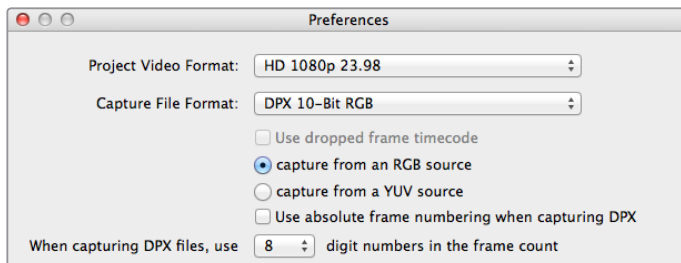 Preferences
Project Video Format: HD 1080p 23.98
Capture File Format: DPX 10-Bit RGB
Use dropped frame timecode
capture from an RGB source
capture from a YUV source
Use absolute frame numbering when capturing DPX
When capturing DPX files, use 8 digit numbers in the frame count